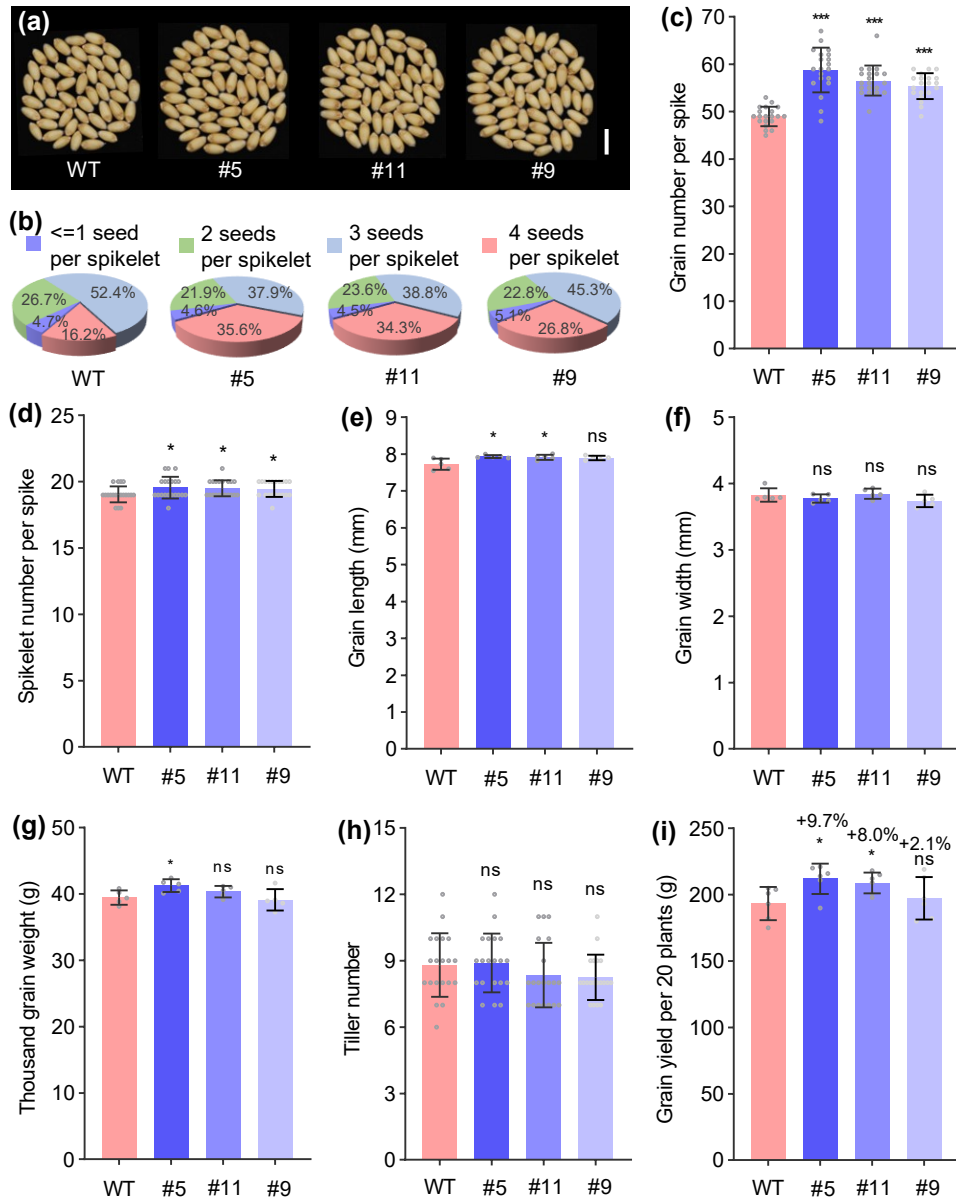 (a)
WT #5 #11 #9
(b)
<=1 seed per spikelet
2 seeds per spikelet
3 seeds per spikelet
4 seeds per spikelet
26.7% 52.4% 4.7% 16.2%
WT
21.9% 37.9% 4.6% 35.6%
#5
23.6% 38.8% 4.5% 34.3%
#11
22.8% 45.3% 5.1% 26.8%
#9
(c)
Grain number per spike
70
60
50
40
30
20
10
0
*** *** ***
WT #5 #11 #9
(d)
Spikelet number per spike
25
20
15
10
5
0
* * *
WT #5 #11 #9
(e)
Grain length (mm)
9
8
7
6
5
4
3
2
1
0
* * ns
WT #5 #11 #9
(f)
Grain width (mm)
5
4
3
2
1
0
ns ns ns
WT #5 #11 #9
(g)
Thousand grain weight (g)
50
40
30
20
10
0
* ns ns
WT #5 #11 #9
(h)
Tiller number
15
12
9
6
3
0
ns ns ns
WT #5 #11 #9
(i)
Grain yield per 20 plants (g)
250
200
150
100
50
0
+9.7% +8.0% +2.1%
* * ns
WT #5 #11 #9